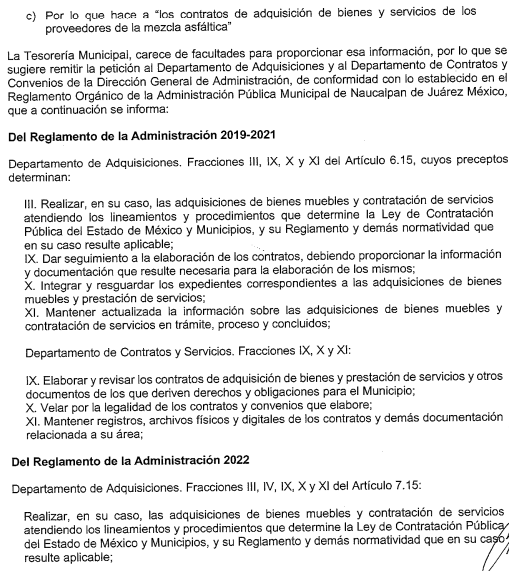 c) Por lo que hace a "los contratos de adquisición de bienes y servicios de los
proveedores de la mezcla asfáltica"
La Tesorería Municipal, carece de facultades para proporcionar esa información, por lo que se
sugiere remitir la petición al Departamento de Adquisiciones y al Departamento de Contratos y
Convenios de la Dirección General de Administración, de conformidad con lo establecido en el
Reglamento Orgánico de la Administración Pública Municipal de Naucalpan de Juárez México,
que a continuación se informa:
Del Reglamento de la Administración 2019-2021
Departamento de Adquisiciones. Fracciones III, IX, X y XI del Artículo 6.15, cuyos preceptos
determinan:
III. Realizar, en su caso, las adquisiciones de bienes muebles y contratación de servicios
atendiendo los lineamientos y procedimientos que determine la Ley de Contratación
Pública del Estado de México y Municipios, y su Reglamento y demás normatividad que
en su caso resulte aplicable;
IX. Dar seguimiento a la elaboración de los contratos, debiendo proporcionar la información
y documentación que resulte necesaria para la elaboración de los mismos;
X. Integrar y resguardar los expedientes correspondientes a las adquisiciones de bienes
muebles y prestación de servicios;
XI. Mantener actualizada la información sobre las adquisiciones de bienes muebles y
contratación de servicios en trámite, proceso y concluidos;
Departamento de Contratos y Servicios. Fracciones IX, X y XI:
IX. Elaborar y revisar los contratos de adquisición de bienes y prestación de servicios y otros
documentos de los que deriven derechos y obligaciones para el Municipio;
X. Velar por la legalidad de los contratos y convenios que elabore;
XI. Mantener registros, archivos físicos y digitales de los contratos y demás documentación
relacionada a su área;
Del Reglamento de la Administración 2022
Departamento de Adquisiciones. Fracciones III, IV, IX, X y XI del Artículo 7.15:
Realizar, en su caso, las adquisiciones de bienes muebles y contratación de servicios
atendiendo los lineamientos y procedimientos que determine la Ley de Contratación Pública
del Estado de México y Municipios, y su Reglamento y demás normatividad que en su caso
resulte aplicable;